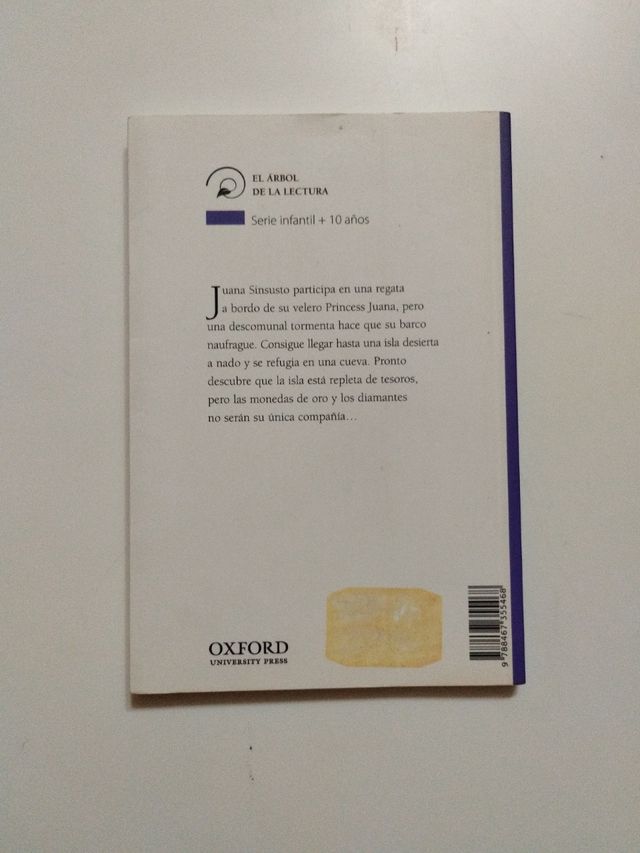 EL ÁRBOL
DE LA LECTURA
Serie infantil + 10 años
Juana Sinsusto participa en una regata
a bordo de su velero Princess Juana, pero
una descomunal tormenta hace que su barco
naufrague. Consigue llegar hasta una isla desierta
a nado y se refugia en una cueva. Pronto
descubre que la isla está repleta de tesoros,
pero las monedas de oro y los diamantes
no serán su única compañía…
OXFORD
UNIVERSITY PRESS
9 788467 355468